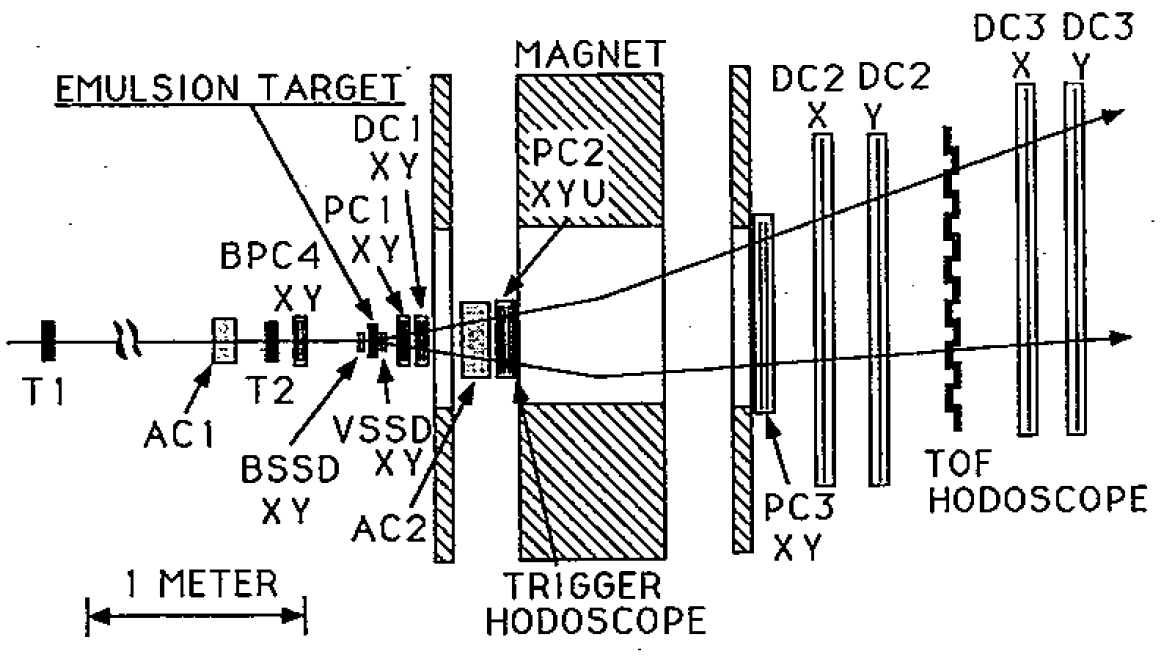 MAGNET
EMULSION TARGET
DC1
XY
PC1
XY
BPC4
XY
PC2
XYU
DC2
X
DC2
Y
DC3
X
DC3
Y
T1
AC1
T2
BSSD
XY
VSSD
XY
AC2
TRIGGER
HODOSCOPE
PC3
XY
TOF
HODOSCOPE
1 METER